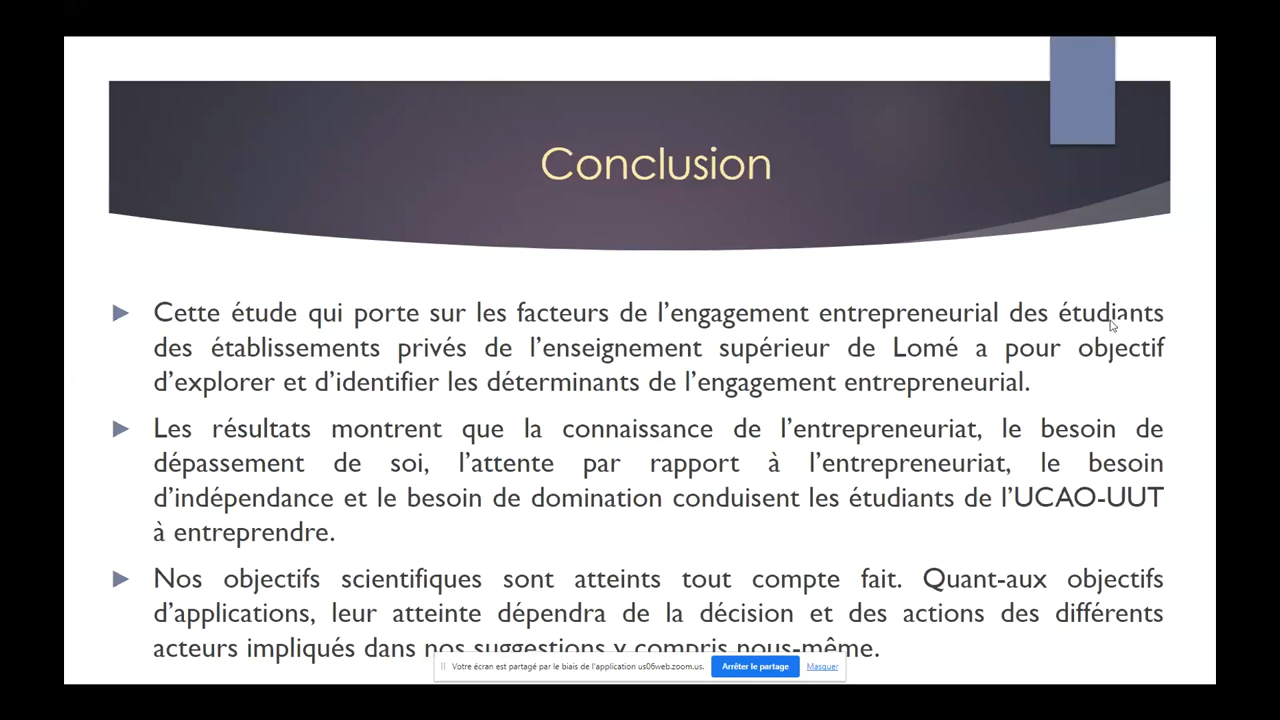 Conclusion
Cette étude qui porte sur les facteurs de l'engagement entrepreneurial des étudiants
des établissements privés de l'enseignement supérieur de Lomé a pour objectif
d'explorer et d'identifier les déterminants de l'engagement entrepreneurial.
Les résultats montrent que la connaissance de l'entrepreneuriat, le besoin de
dépassement de soi, l'attente par rapport à l'entrepreneuriat, le besoin
d'indépendance et le besoin de domination conduisent les étudiants de l'UCAO-UUT
à entreprendre.
Nos objectifs scientifiques sont atteints tout compte fait. Quant-aux objectifs
d'applications, leur atteinte dépendra de la décision et des actions des différents
acteurs impliqués dans nos suggestions y compris nous-même.
Votre écran est partagé par le biais de l'application us06web.zoom.us. Arrêter le partage Masquer